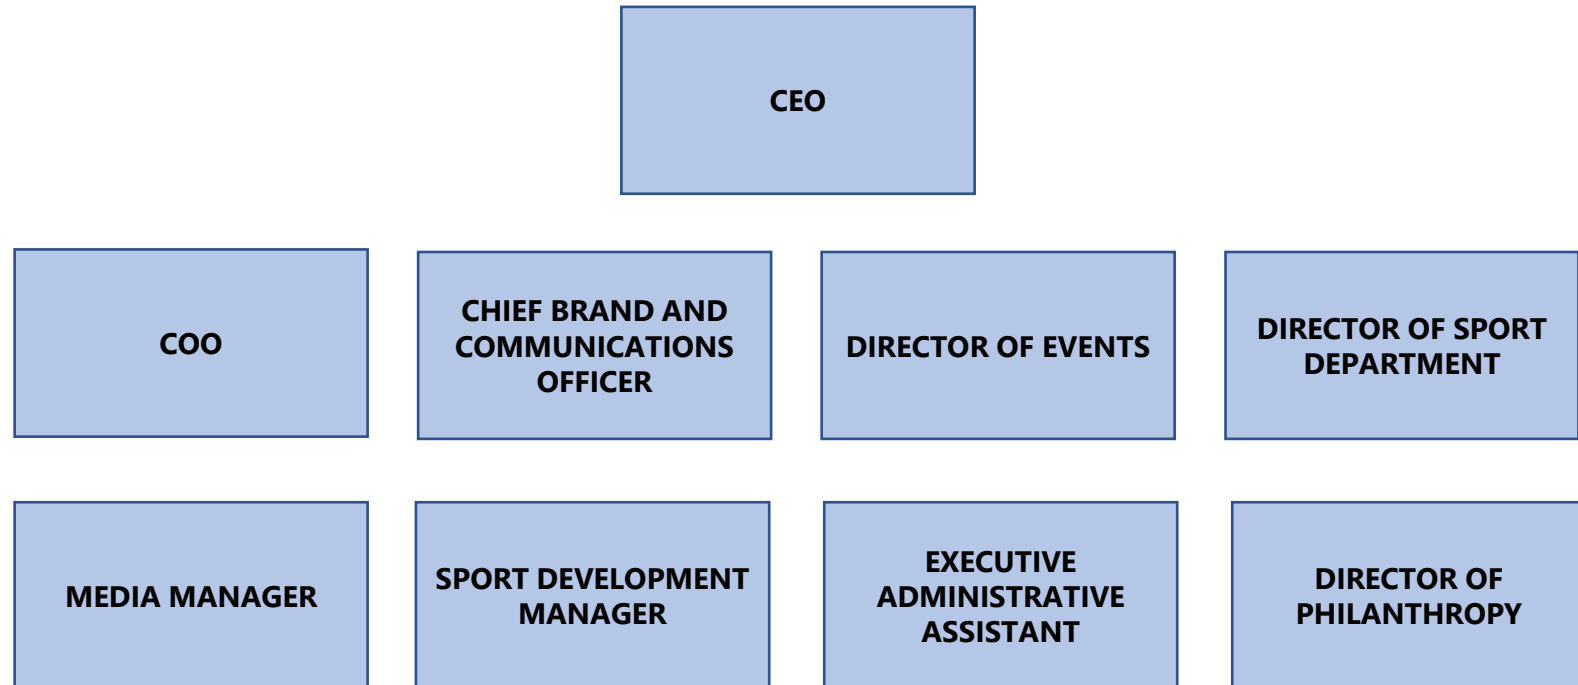 CEO
COO
CHIEF BRAND AND
COMMUNICATIONS
OFFICER
DIRECTOR OF EVENTS
DIRECTOR OF SPORT
DEPARTMENT
MEDIA MANAGER
SPORT DEVELOPMENT
MANAGER
EXECUTIVE
ADMINISTRATIVE
ASSISTANT
DIRECTOR OF
PHILANTHROPY